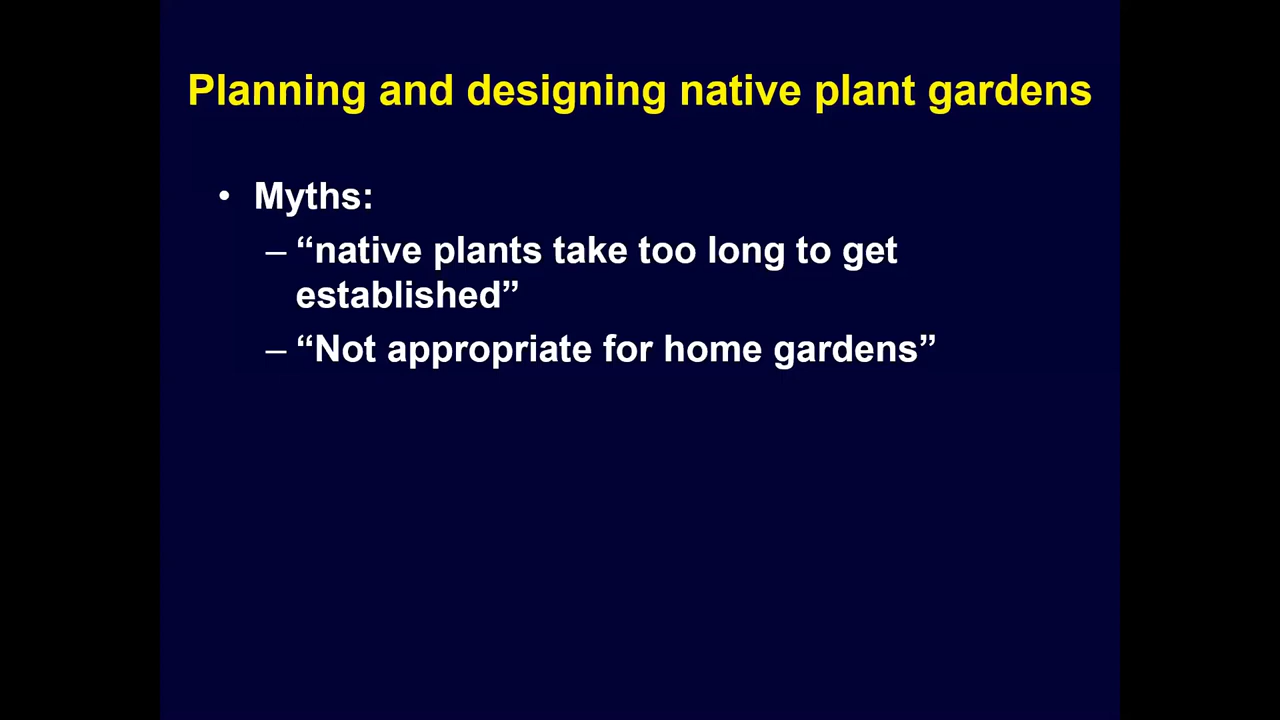 Planning and designing native plant gardens
• Myths:
– “native plants take too long to get
established”
– “Not appropriate for home gardens”